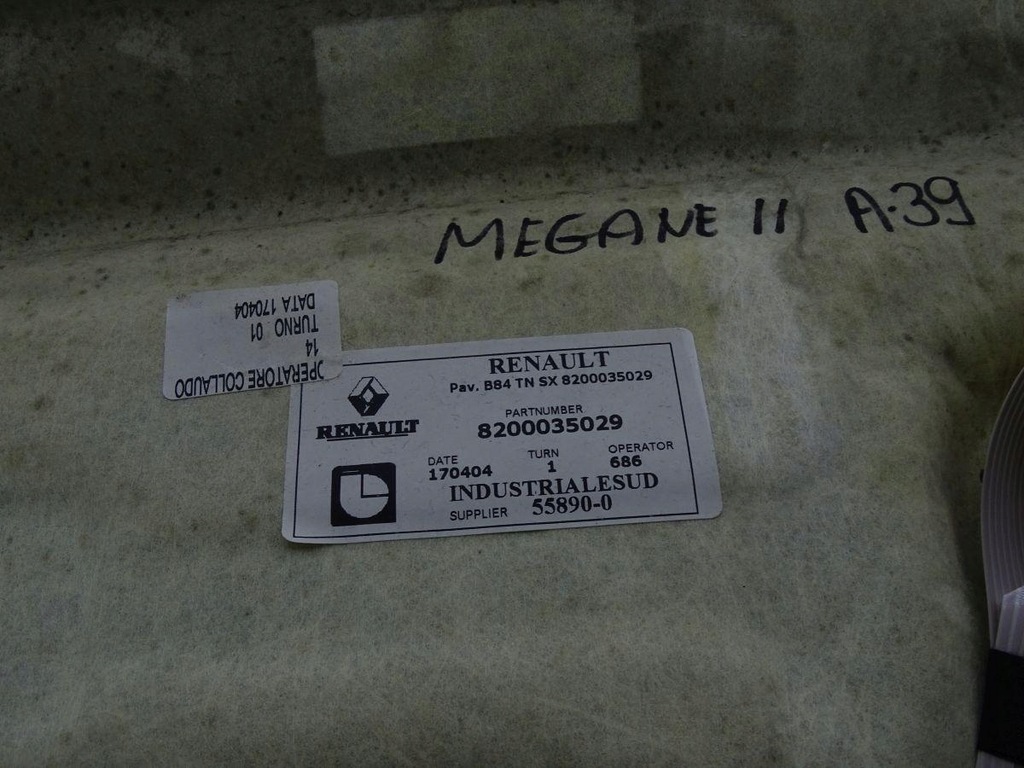 MEGANE II A.39
OPERATORE COLLAUDO
14
TURNO 01
DATA 170404
RENAULT
Pav. B84 TN SX 8200035029
RENAULT
PARTNUMBER
8200035029
DATE TURN OPERATOR
170404 1 686
INDUSTRIALESUD
SUPPLIER 55890-0